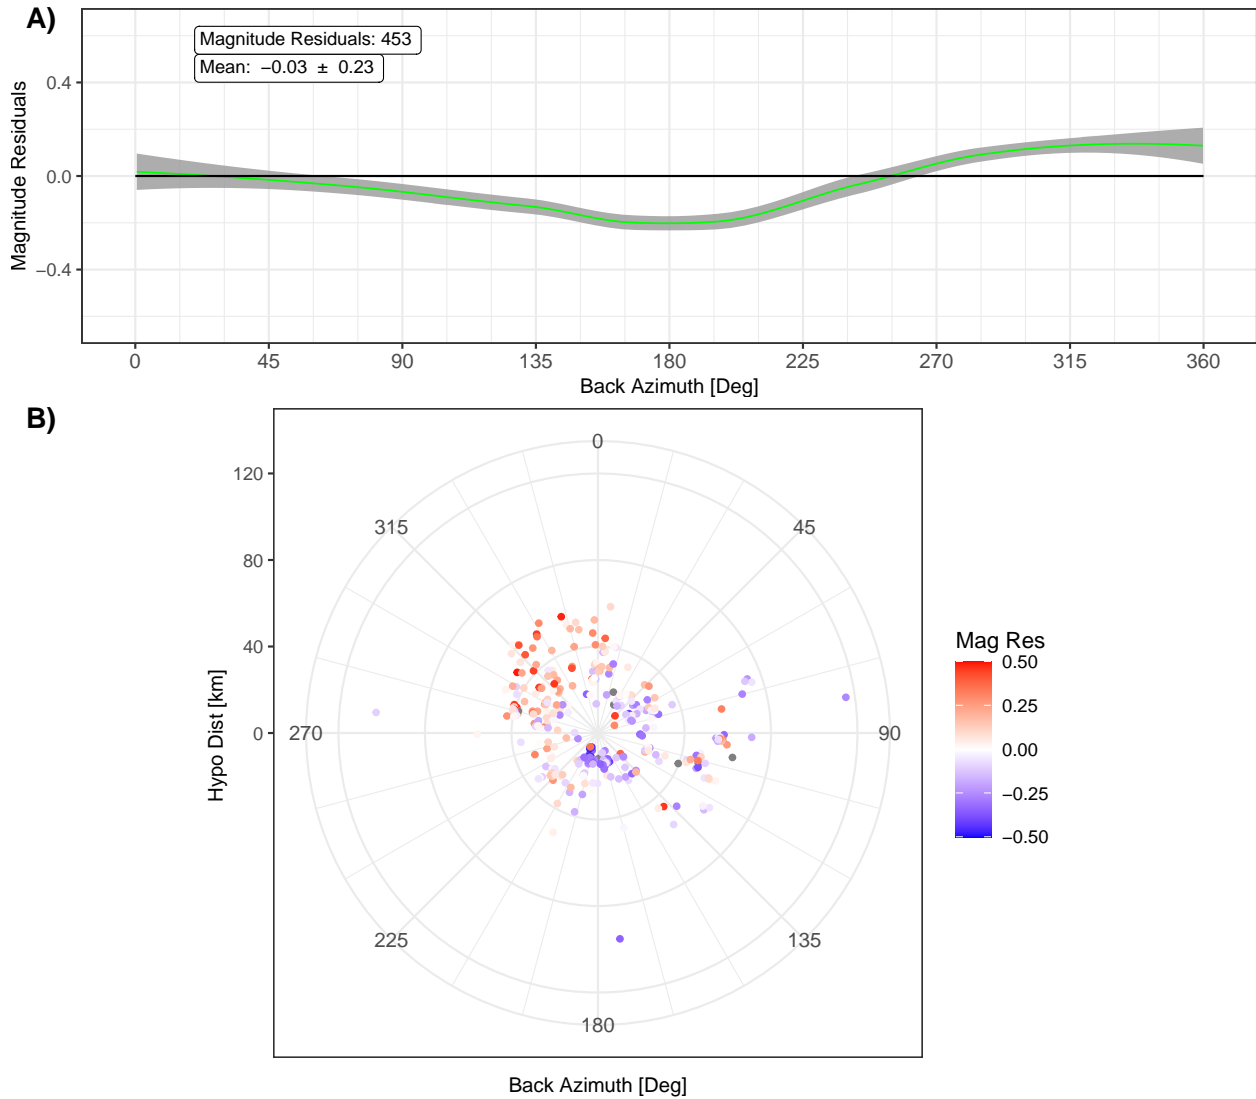 A)
Magnitude Residuals: 453
Mean:  −0.03  ±  0.23
Magnitude Residuals
0.4
0.0
−0.4
0 45 90 135 180 225 270 315 360
Back Azimuth [Deg]
B)
Hypo Dist [km]
120
80
40
0
0
45
90
135
180
225
270
315
Back Azimuth [Deg]
Mag Res
0.50
0.25
0.00
−0.25
−0.50